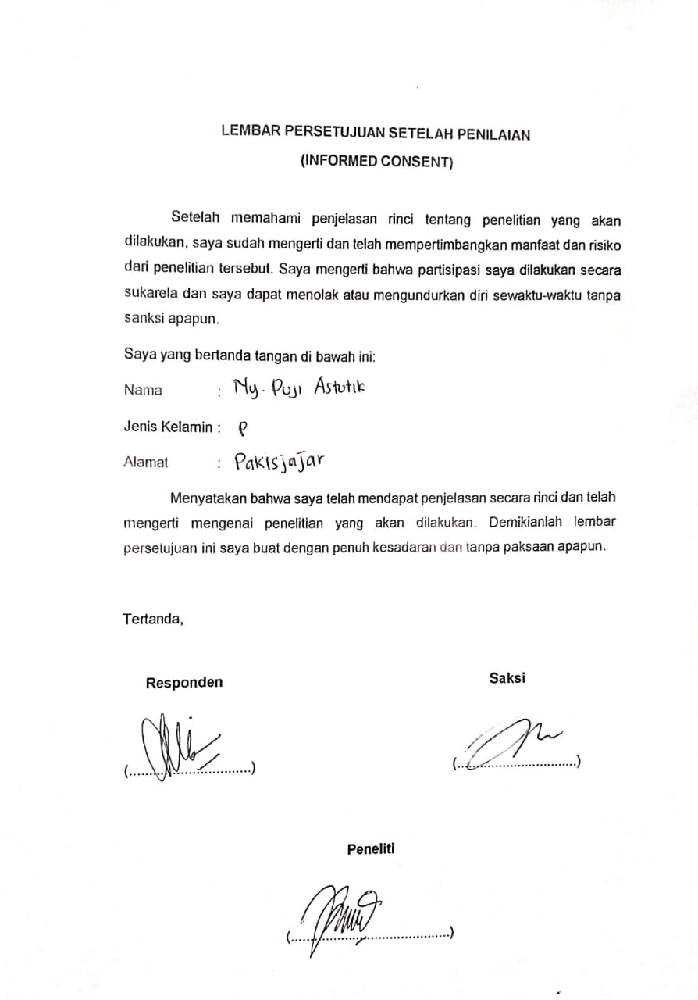 LEMBAR PERSETUJUAN SETELAH PENILAIAN
(INFORMED CONSENT)
Setelah memahami penjelasan rinci tentang penelitian yang akan
dilakukan, saya sudah mengerti dan telah mempertimbangkan manfaat dan risiko
dari penelitian tersebut. Saya mengerti bahwa partisipasi saya dilakukan secara
sukarela dan saya dapat menolak atau mengundurkan diri sewaktu-waktu tanpa
sanksi apapun.
Saya yang bertanda tangan di bawah ini:
Nama : Ny. Puji Astutik
Jenis Kelamin : P
Alamat : Pakisjajar
Menyatakan bahwa saya telah mendapat penjelasan secara rinci dan telah
mengerti mengenai penelitian yang akan dilakukan. Demikianlah lembar
persetujuan ini saya buat dengan penuh kesadaran dan tanpa paksaan apapun.
Tertanda,
Responden Saksi
(..............................) (..............................)
Peneliti
(........................................)